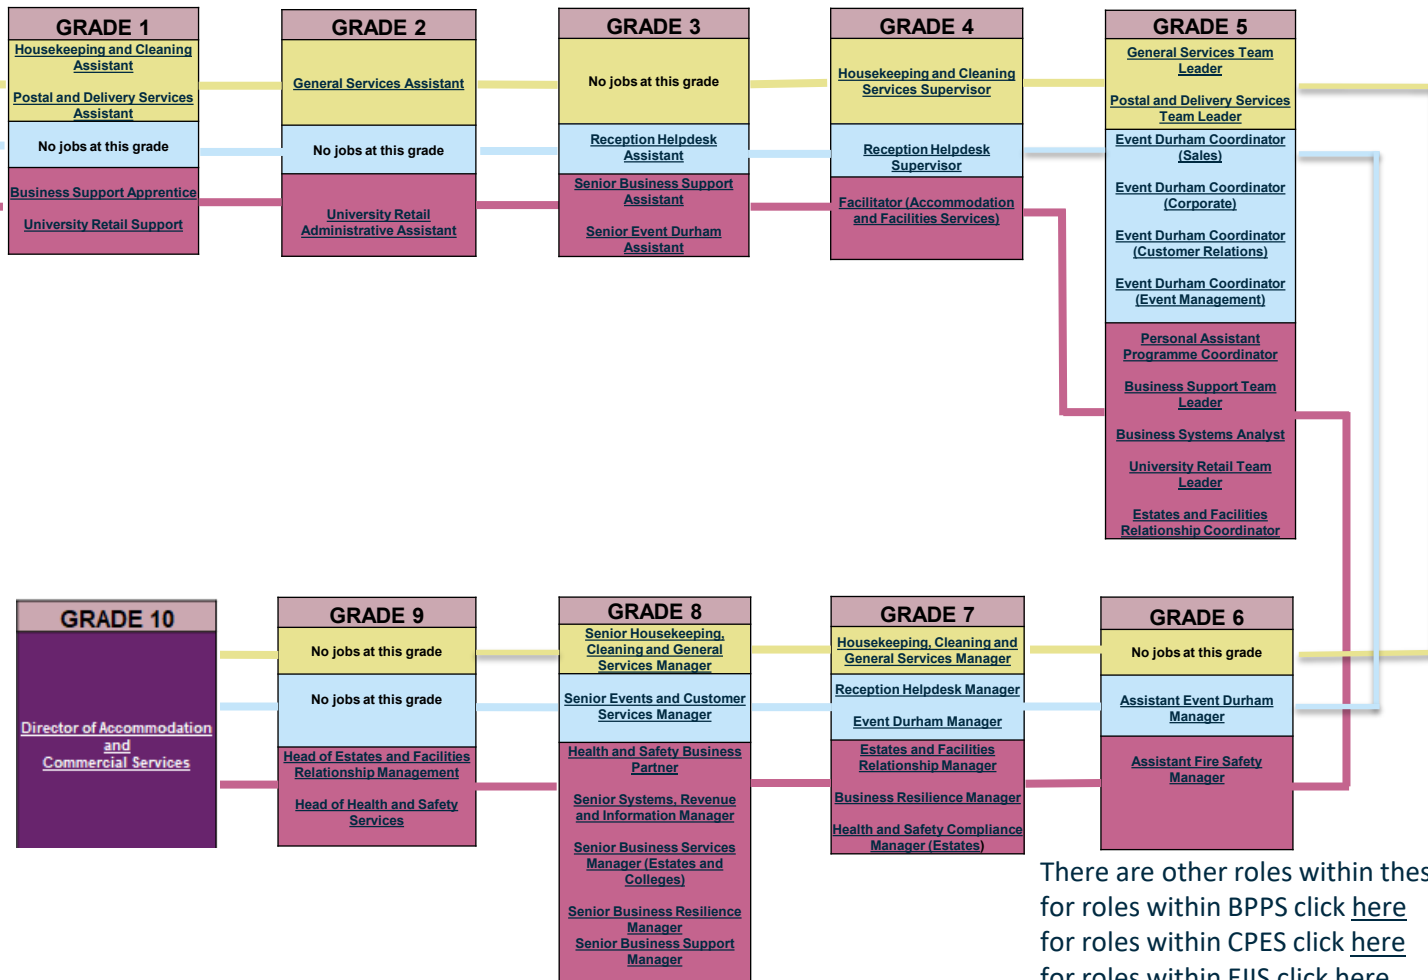 GRADE 1
Housekeeping and Cleaning
Assistant
Postal and Delivery Services
Assistant
No jobs at this grade
Business Support Apprentice
University Retail Support
GRADE 2
General Services Assistant
No jobs at this grade
University Retail
Administrative Assistant
GRADE 3
No jobs at this grade
Reception Helpdesk
Assistant
Senior Business Support
Assistant
Senior Event Durham
Assistant
GRADE 4
Housekeeping and Cleaning
Services Supervisor
Reception Helpdesk
Supervisor
Facilitator (Accommodation
and Facilities Services)
GRADE 5
General Services Team
Leader
Postal and Delivery Services
Team Leader
Event Durham Coordinator
(Sales)
Event Durham Coordinator
(Corporate)
Event Durham Coordinator
(Customer Relations)
Event Durham Coordinator
(Event Management)
Personal Assistant
Programme Coordinator
Business Support Team
Leader
Business Systems Analyst
University Retail Team
Leader
Estates and Facilities
Relationship Coordinator
GRADE 10
Director of Accommodation
and
Commercial Services
GRADE 9
No jobs at this grade
No jobs at this grade
Head of Estates and Facilities
Relationship Management
Head of Health and Safety
Services
GRADE 8
Senior Housekeeping,
Cleaning and General
Services Manager
Senior Events and Customer
Services Manager
Health and Safety Business
Partner
Senior Systems, Revenue
and Information Manager
Senior Business Services
Manager (Estates and
Colleges)
Senior Business Resilience
Manager
Senior Business Support
Manager
GRADE 7
Housekeeping, Cleaning and
General Services Manager
Reception Helpdesk Manager
Event Durham Manager
Estates and Facilities
Relationship Manager
Business Resilience Manager
Health and Safety Compliance
Manager (Estates)
GRADE 6
No jobs at this grade
Assistant Event Durham
Manager
Assistant Fire Safety
Manager
There are other roles within thes
for roles within BPPS click here
for roles within CPES click here
for roles within EIIS click here